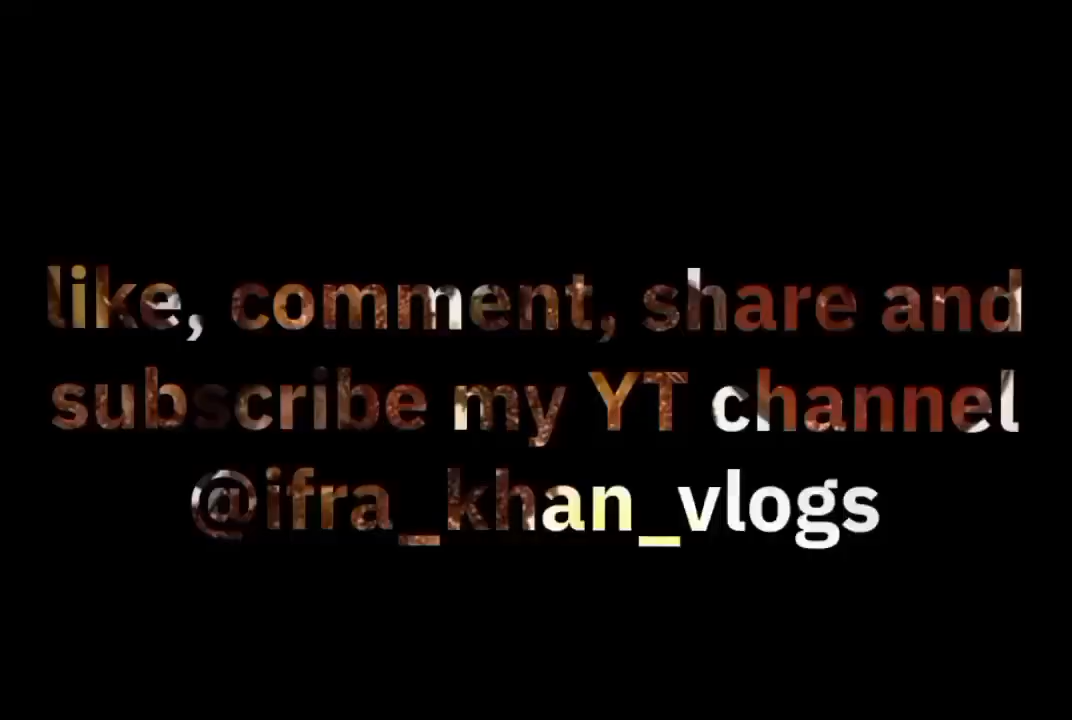 like, comment, share and
subscribe my YT channel
@ifra_khan_vlogs